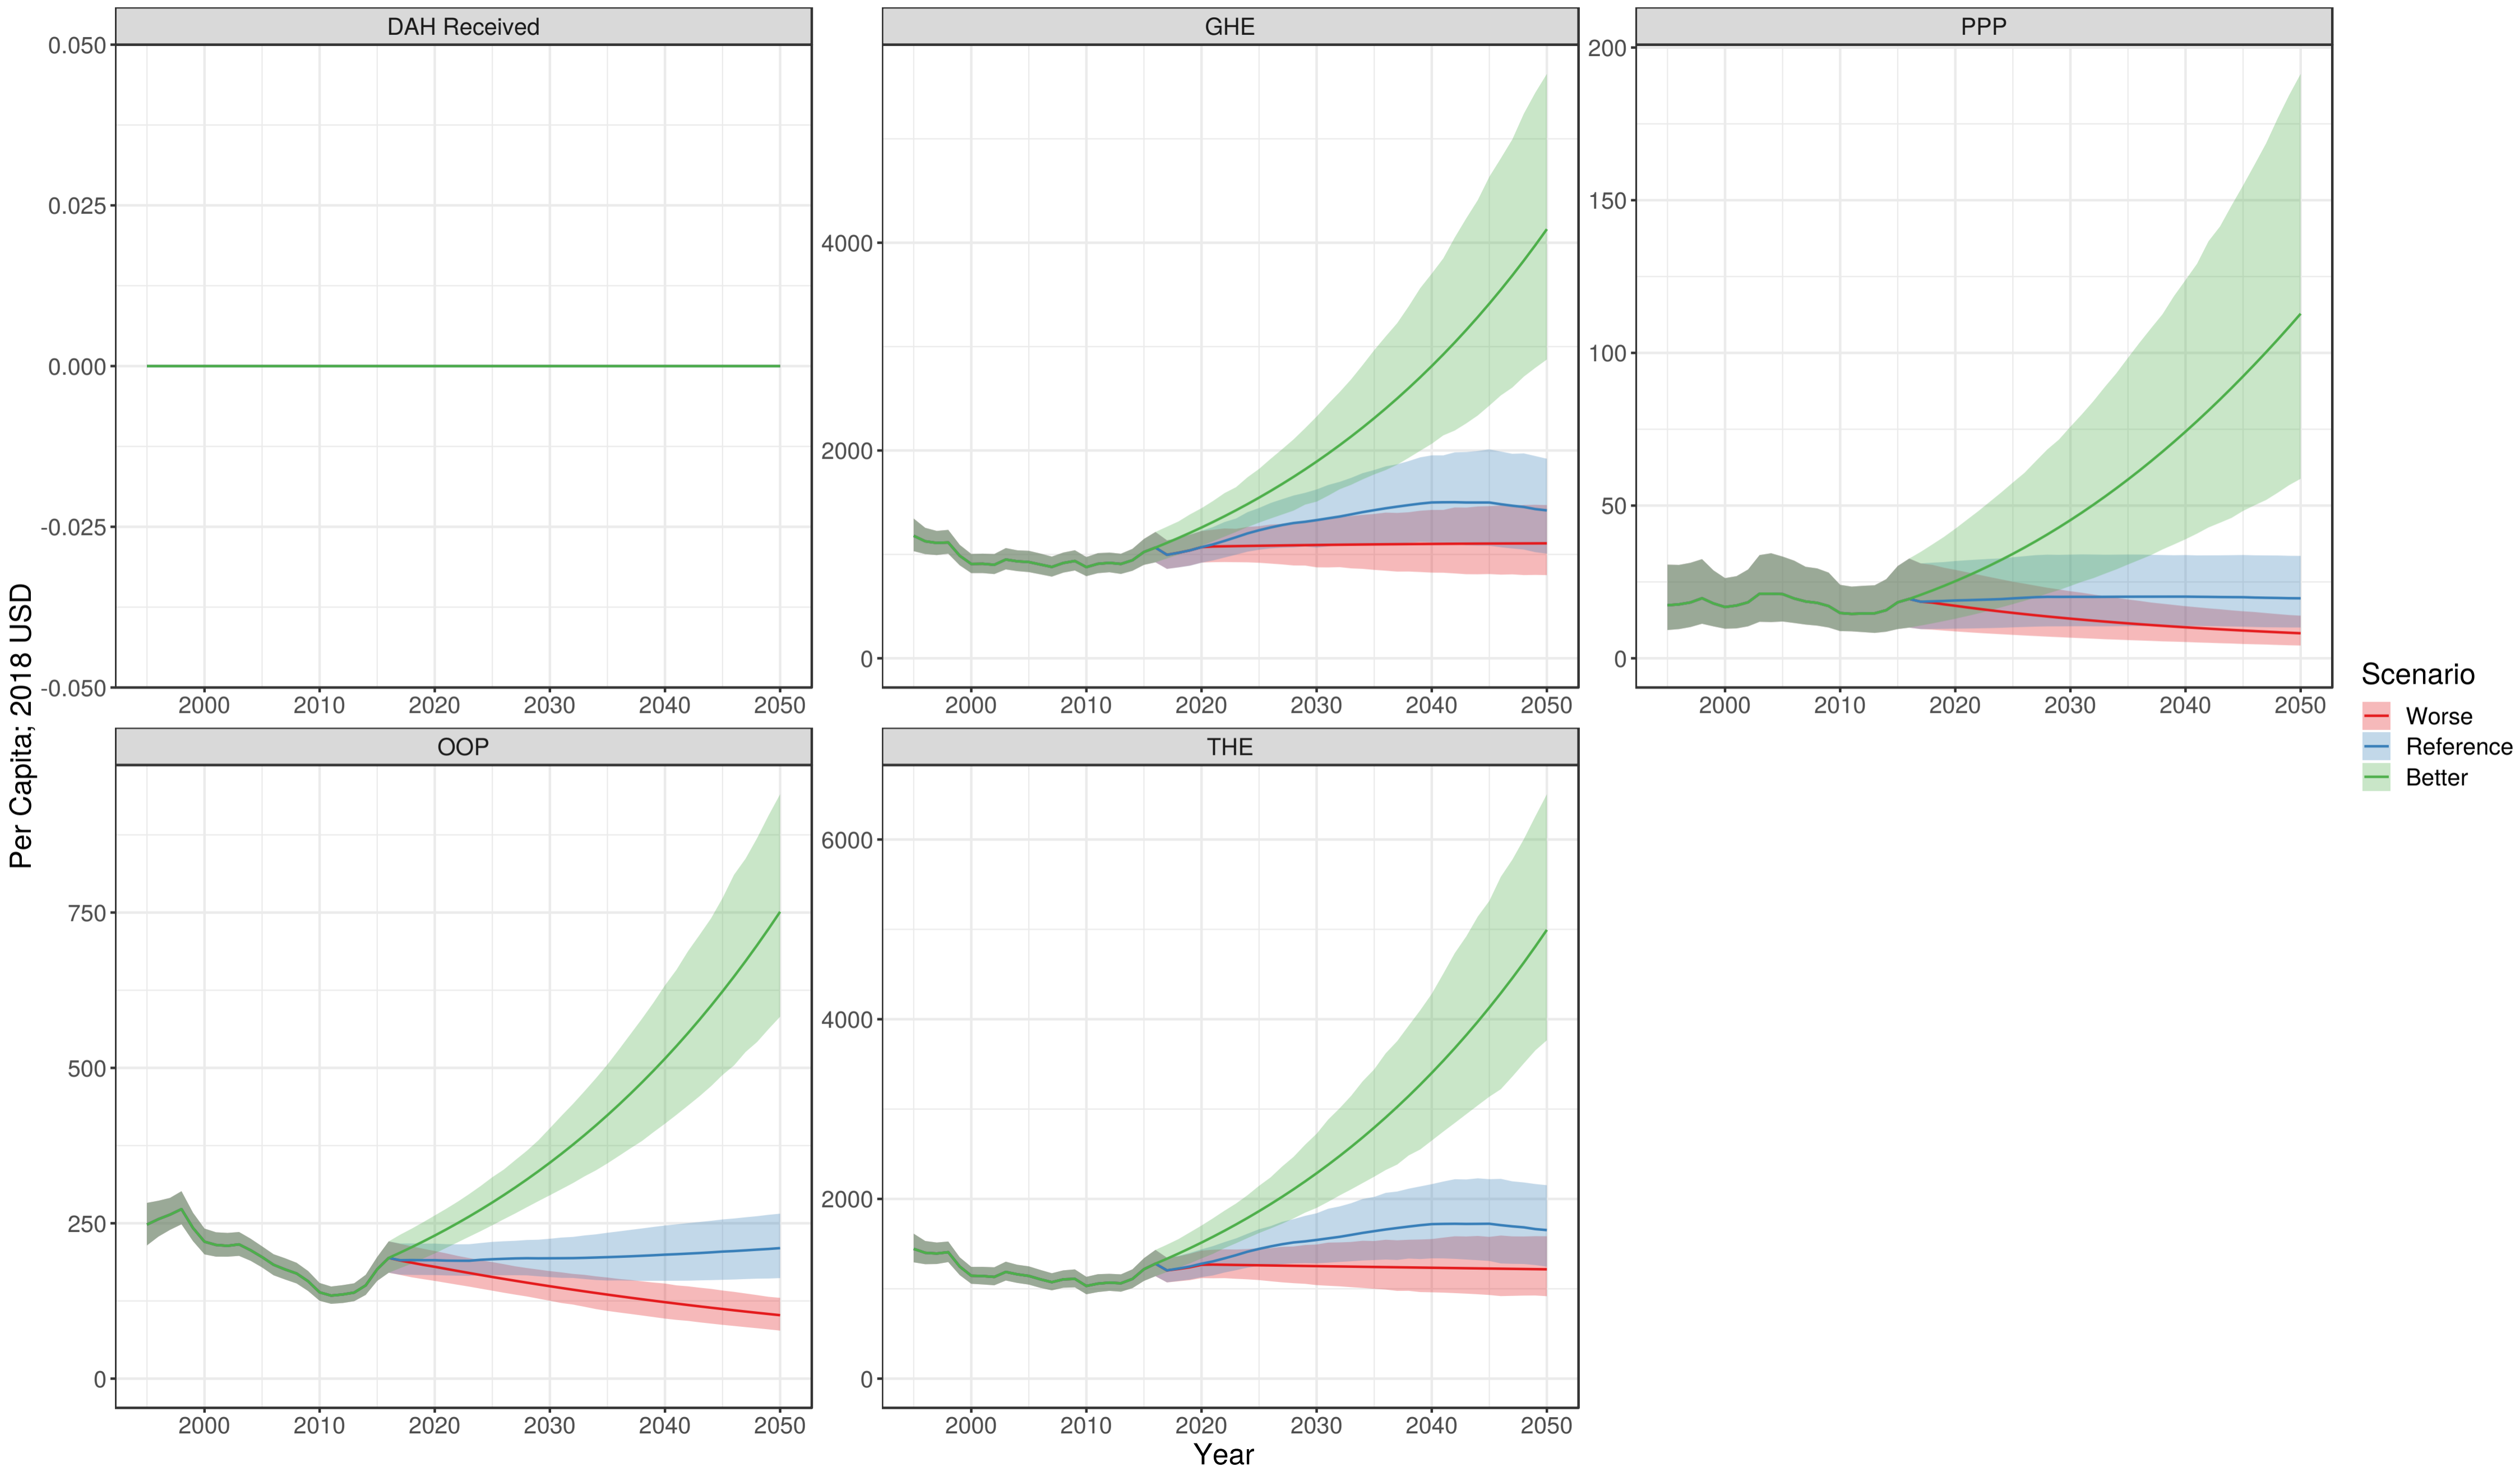 DAH Received
GHE
PPP
0.050
0.025
0.000
-0.025
-0.050
4000
2000
0
200
150
100
50
0
2000 2010 2020 2030 2040 2050
2000 2010 2020 2030 2040 2050
2000 2010 2020 2030 2040 2050
OOP
THE
750
500
250
0
6000
4000
2000
0
2000 2010 2020 2030 2040 2050
2000 2010 2020 2030 2040 2050
Year
Per Capita; 2018 USD
Scenario
Worse
Reference
Better